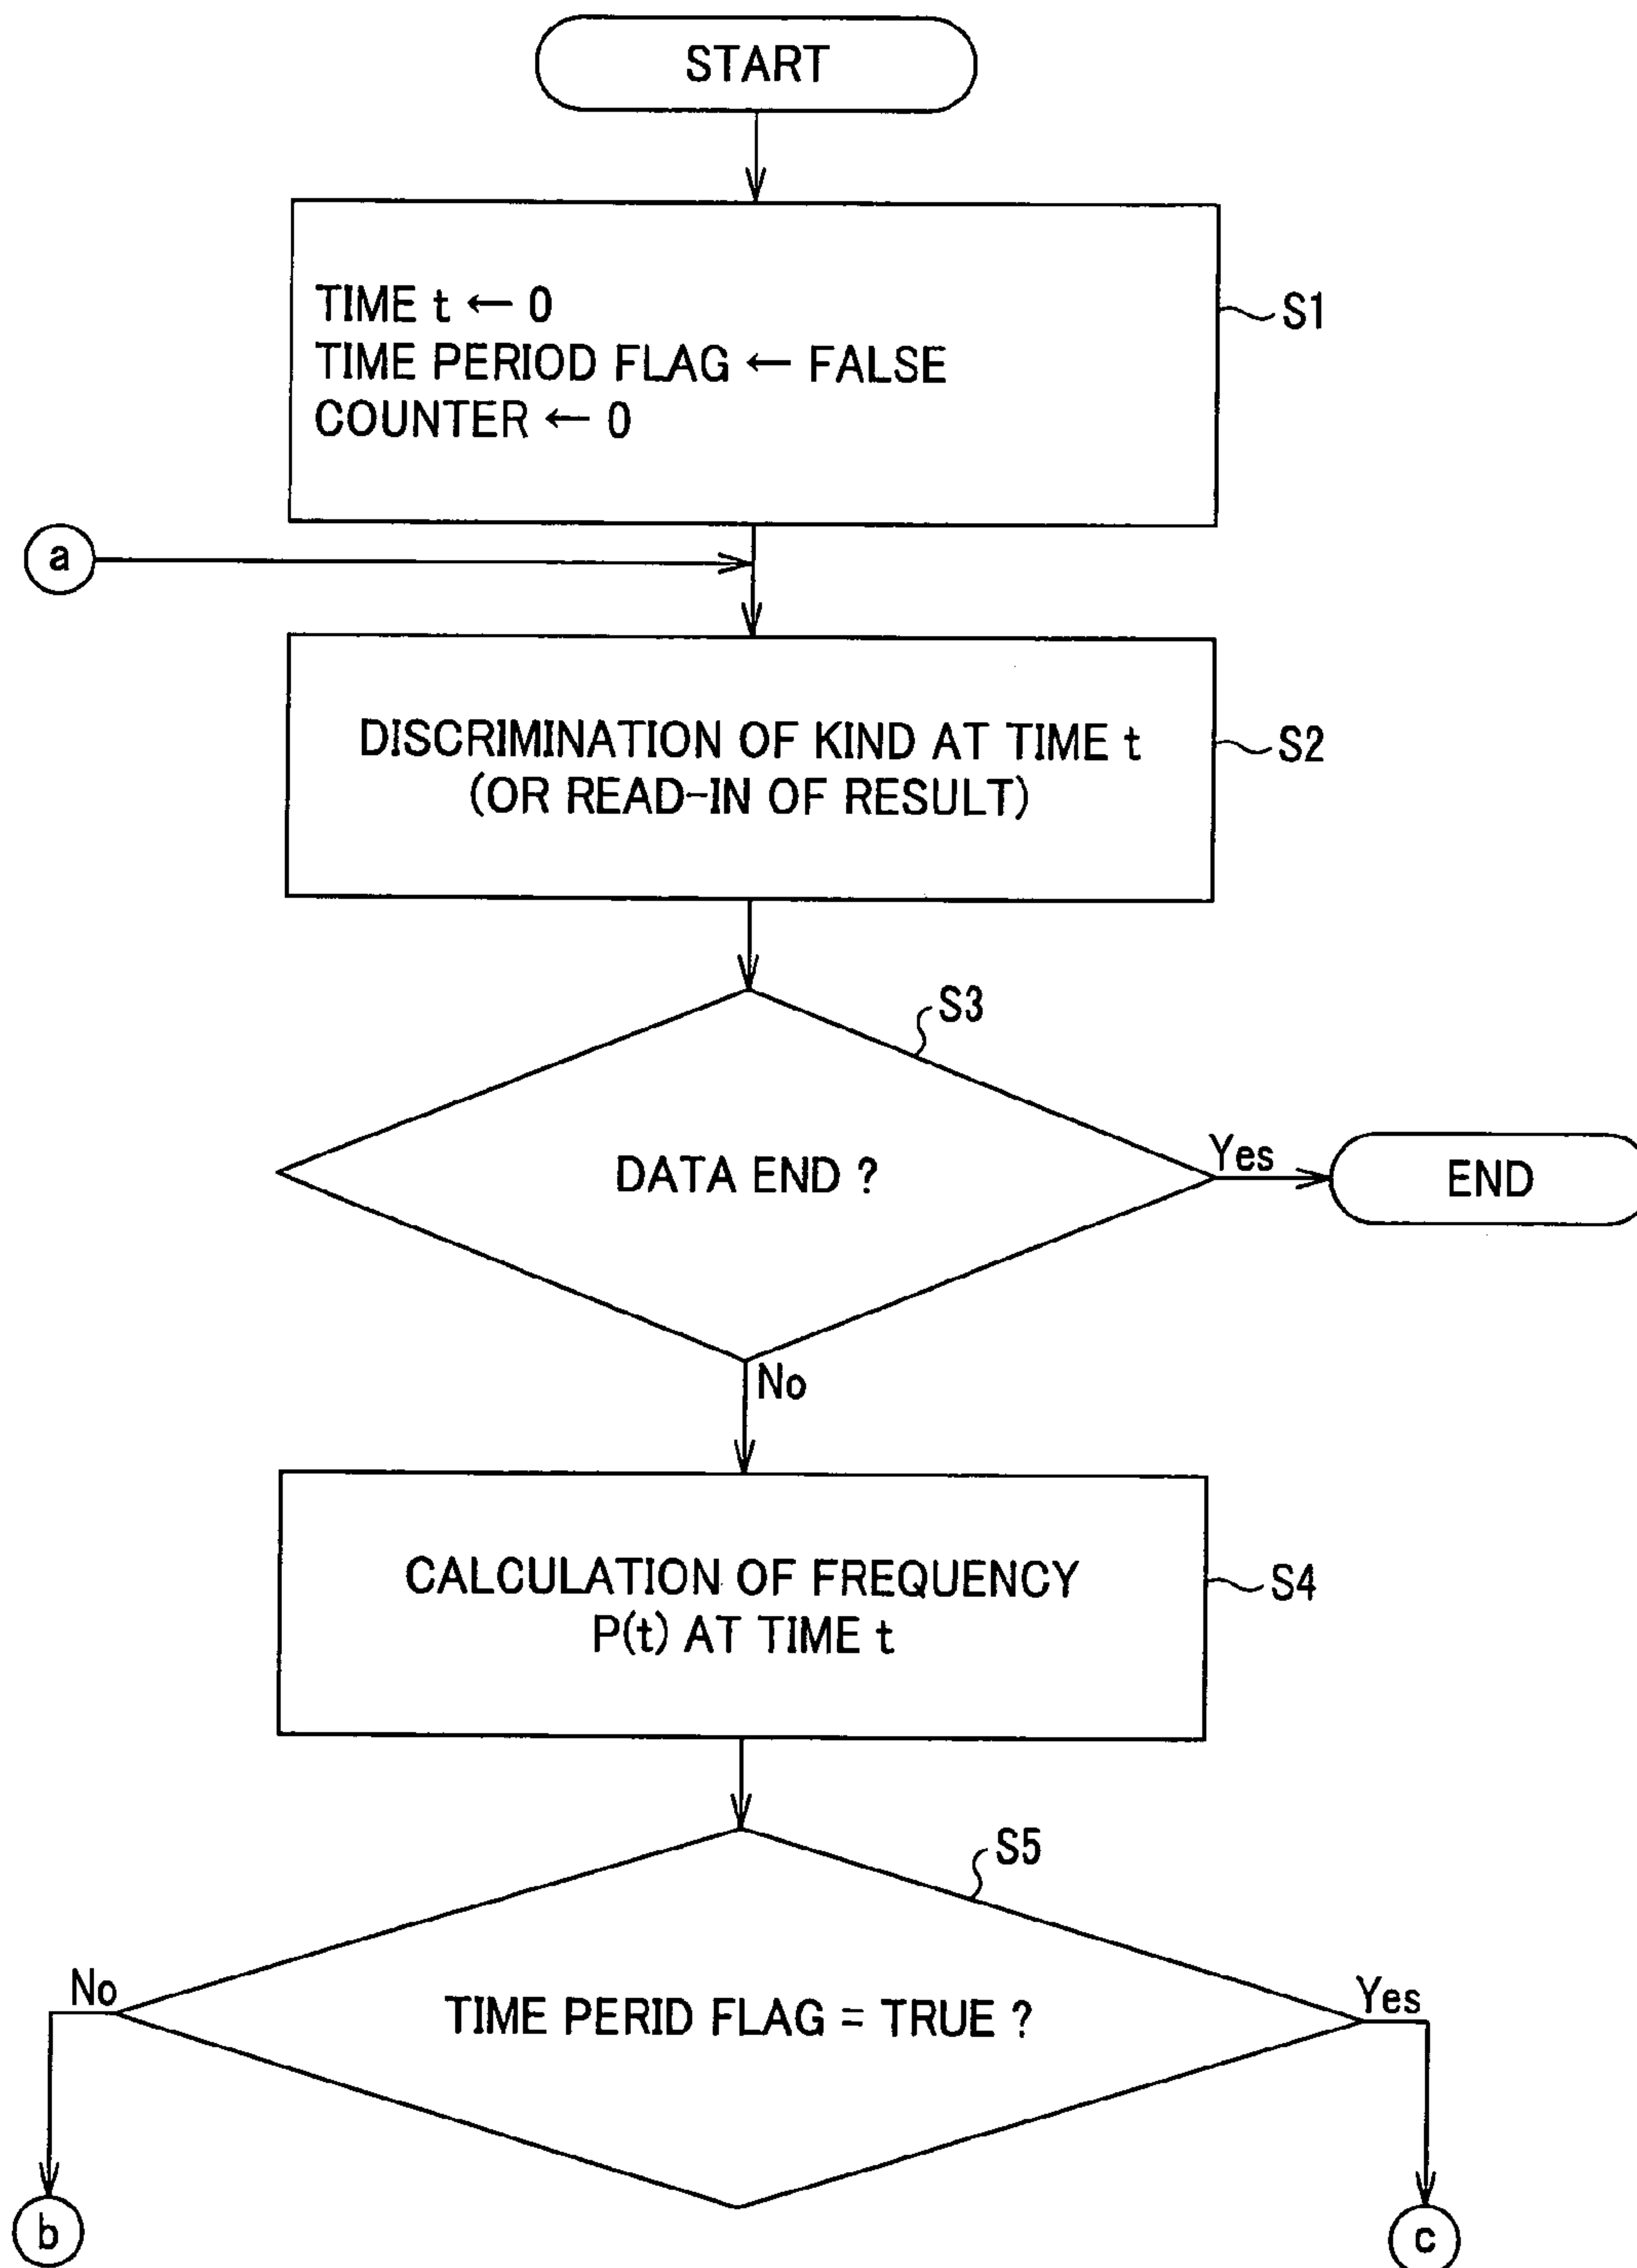 START
TIME t ← 0
TIME PERIOD FLAG ← FALSE
COUNTER ← 0
S1
a
DISCRIMINATION OF KIND AT TIME t
(OR READ-IN OF RESULT)
S2
S3
DATA END ?
Yes
END
No
CALCULATION OF FREQUENCY
P(t) AT TIME t
S4
S5
No
TIME PERID FLAG = TRUE ?
Yes
b
c